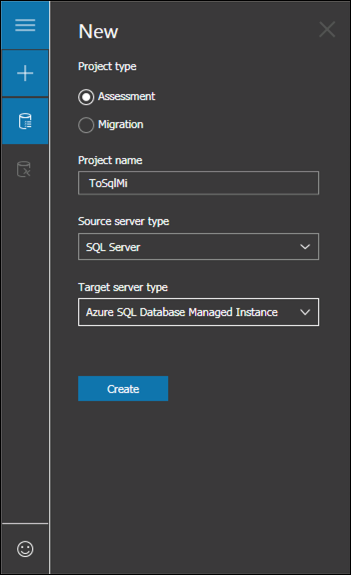 New
Project type
Assessment
Migration
Project name
ToSqlMi
Source server type
SQL Server
Target server type
Azure SQL Database Managed Instance
Create